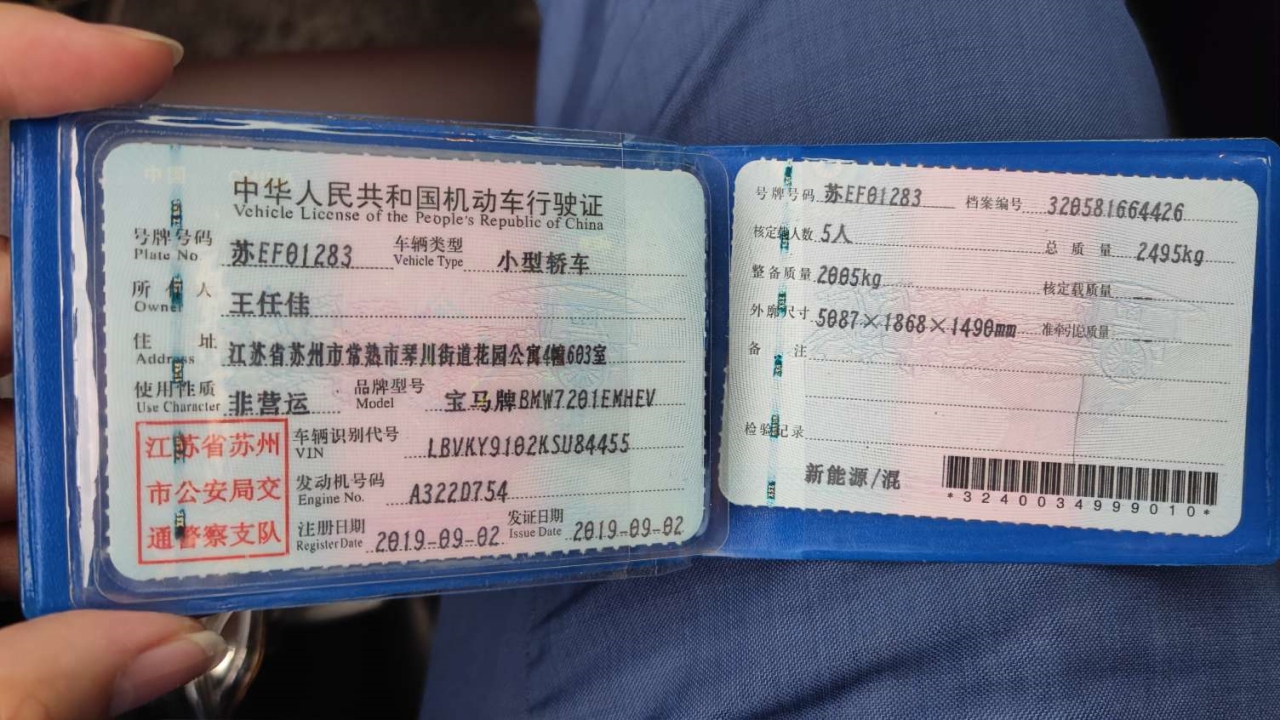 中华人民共和国机动车行驶证
Vehicle License of the People's Republic of China
号牌号码 苏EF01283 车辆类型 小型轿车
Plate No. Vehicle Type
所有人 王任佳
Owner
住址 江苏省苏州市常熟市琴川街道花园公寓4幢603室
Address
使用性质 非营运 品牌型号 宝马牌BMW7201EMHEV
Use Character Model
江苏省苏州
市公安局交
通警察支队
车辆识别代号 LBVKY9102KSU84455
VIN
发动机号码 A322D754
Engine No.
注册日期 2019-09-02 发证日期 2019-09-02
Register Date Issue Date
号牌号码 苏EF01283 档案编号 320581664426
核定载人数 5人 总质量 2495kg
整备质量 2005kg 核定载质量 --
外廓尺寸 5087×1868×1490mm 准牵引总质量 --
备注
检验记录
新能源/混
*3240034999010*